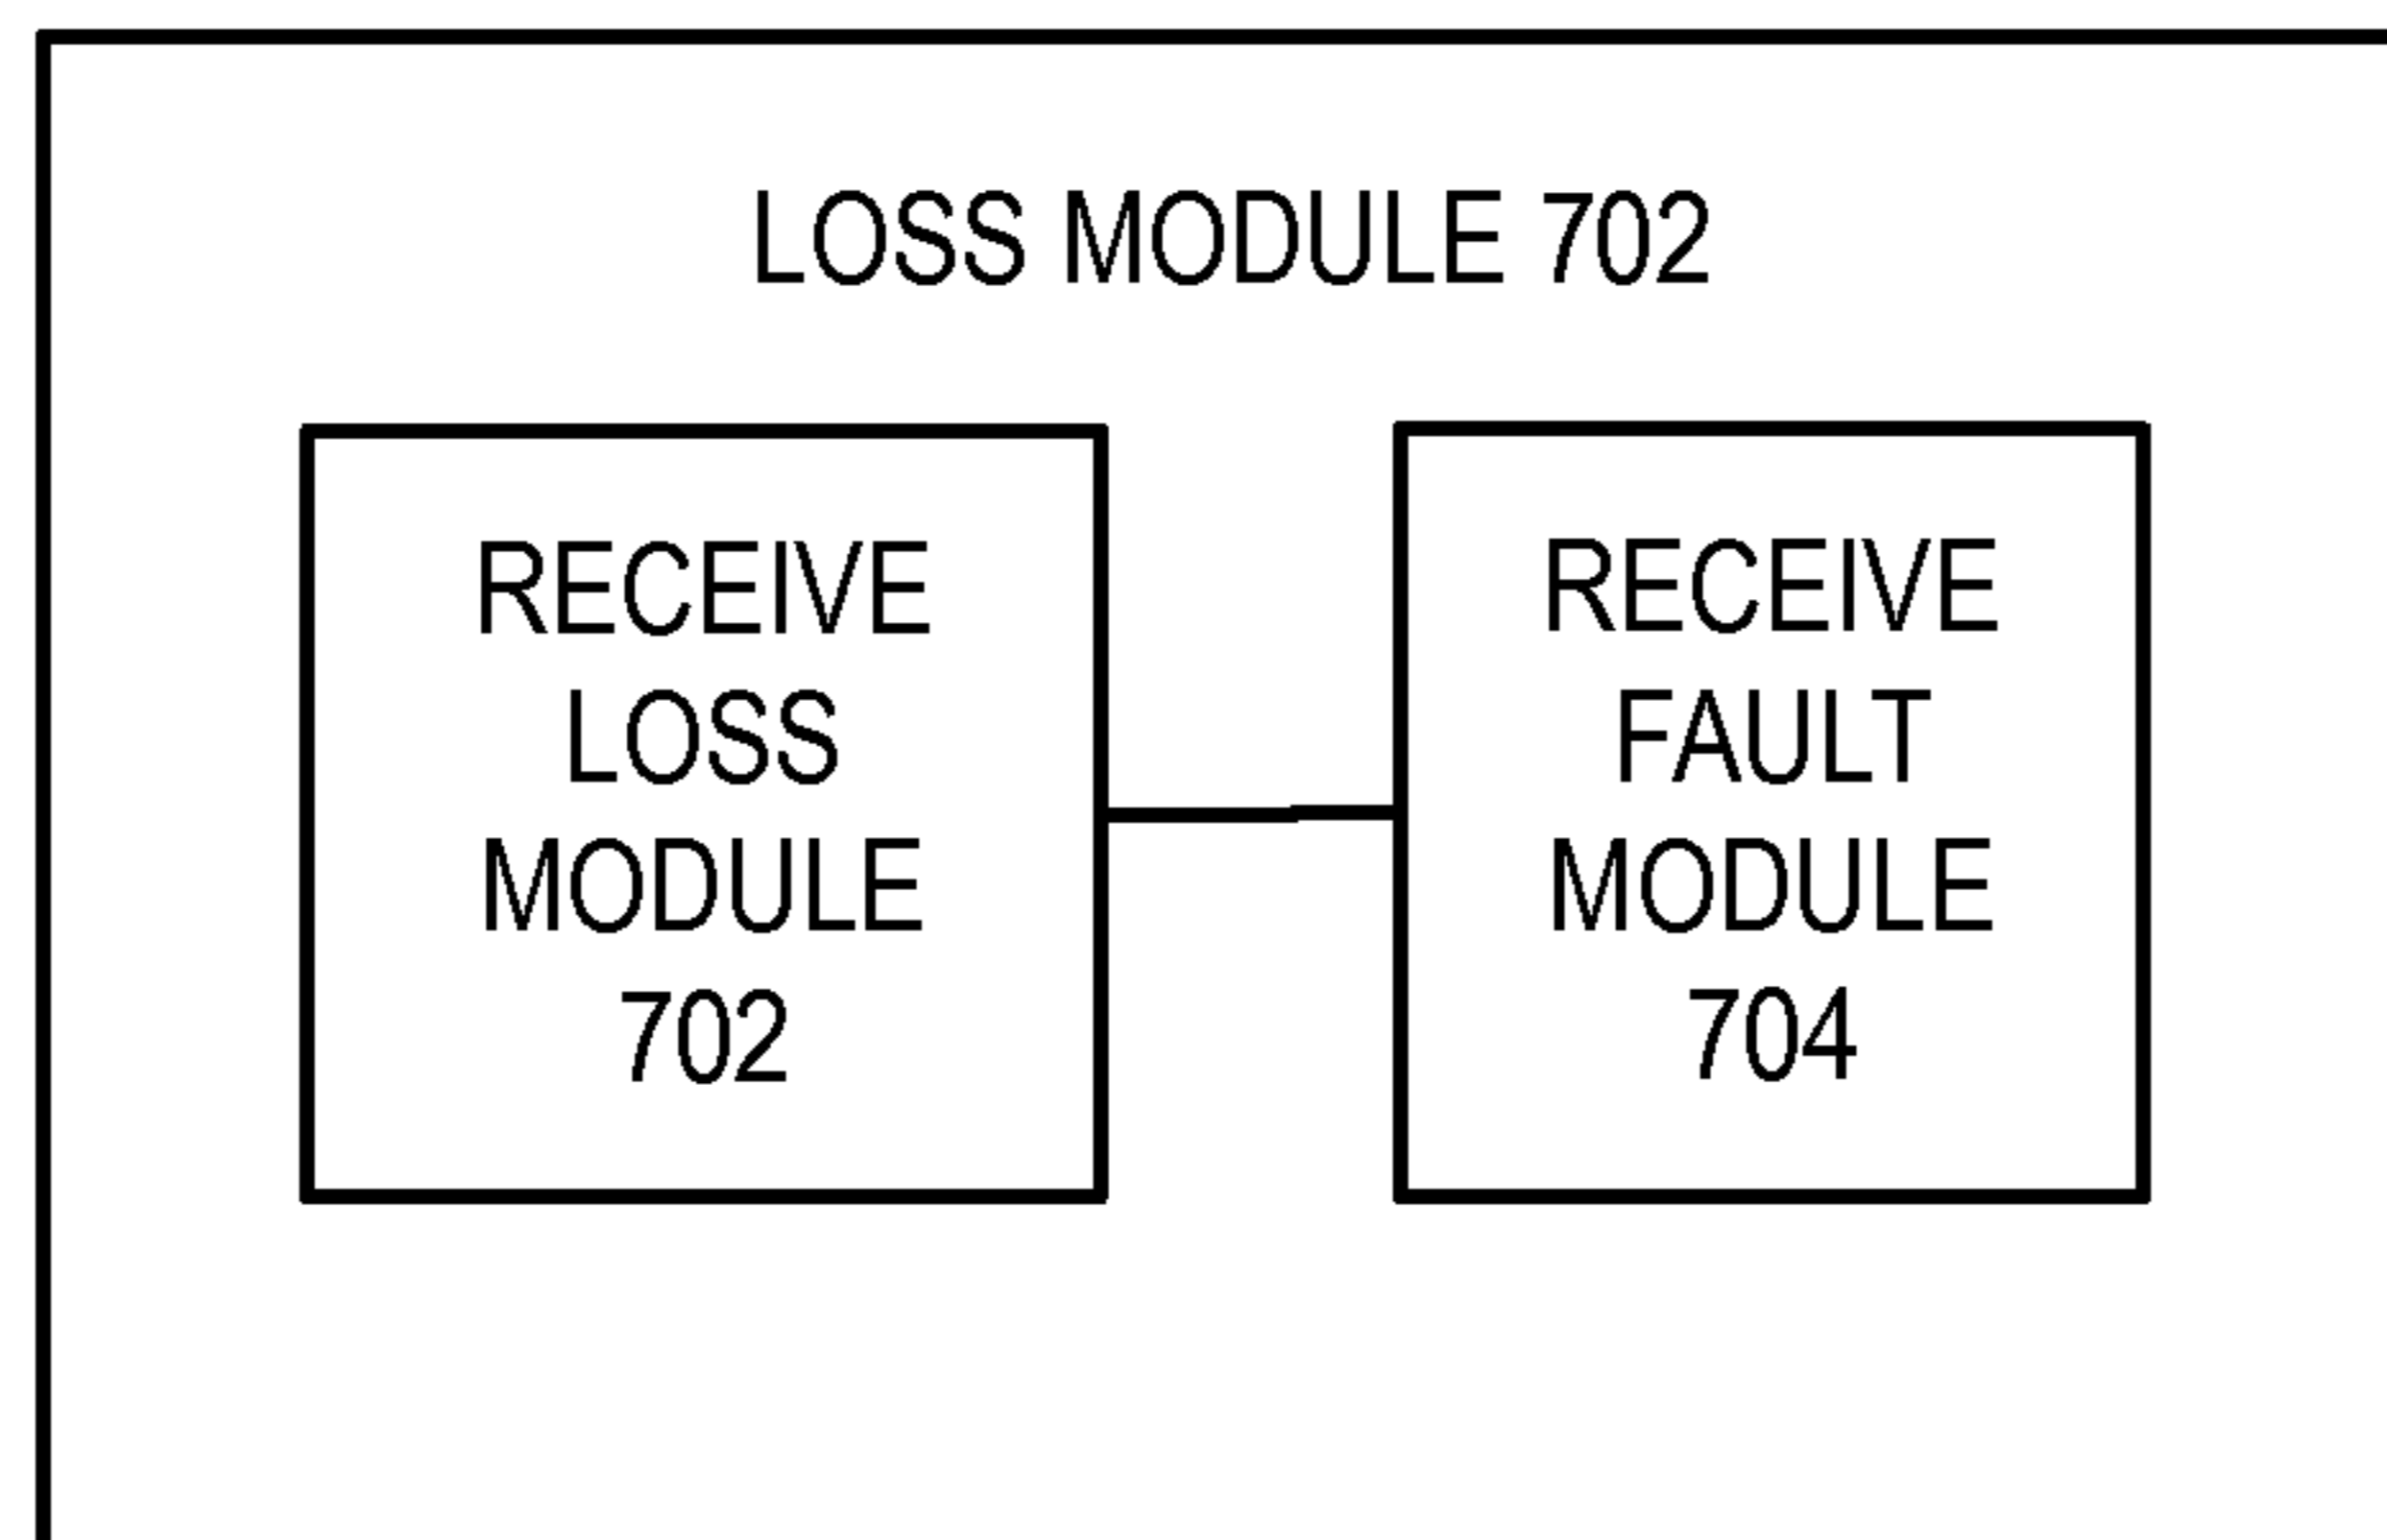 LOSS MODULE 702
RECEIVE
LOSS
MODULE
702
RECEIVE
FAULT
MODULE
704